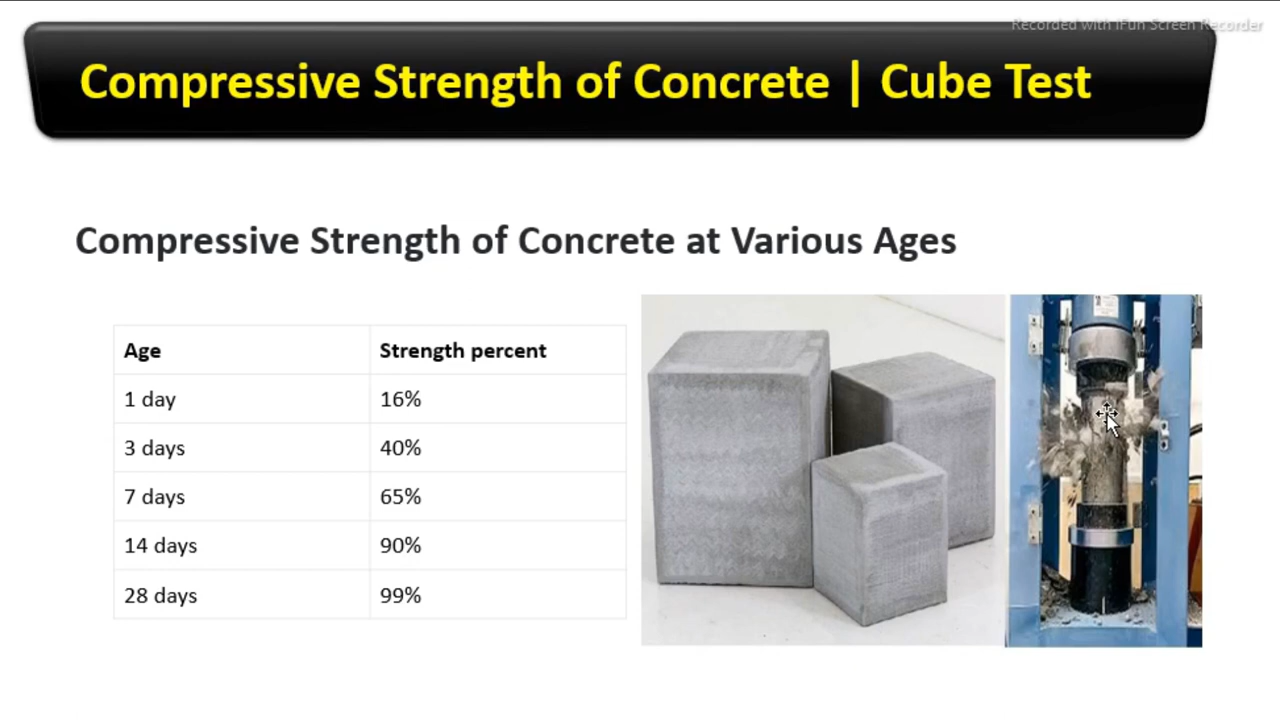 Recorded with iFun Screen Recorder
Compressive Strength of Concrete | Cube Test
Compressive Strength of Concrete at Various Ages
Age Strength percent
1 day 16%
3 days 40%
7 days 65%
14 days 90%
28 days 99%